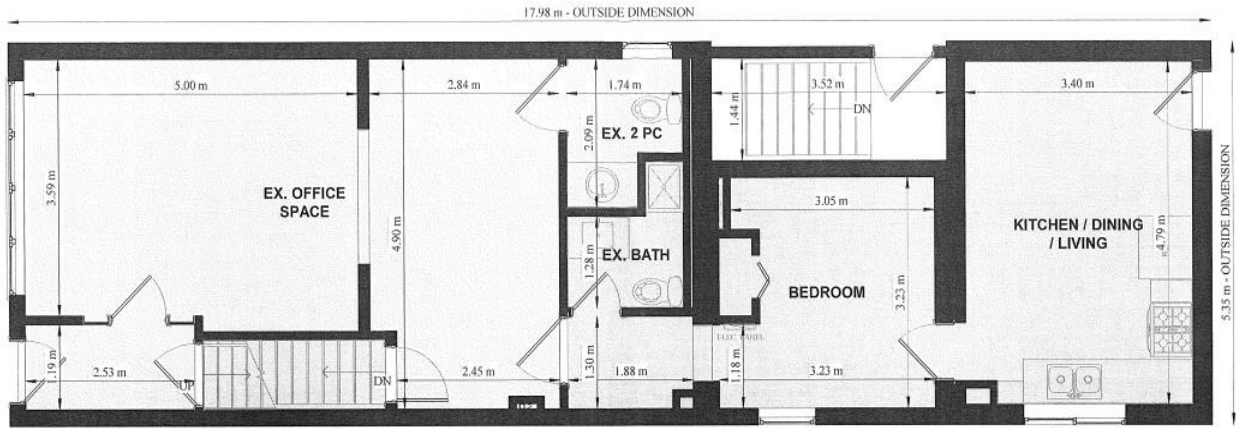 17.98 m - OUTSIDE DIMENSION
5.00 m
2.84 m
1.74 m
3.52 m
3.40 m
1.44 m
DN
2.09 m
EX. 2 PC
3.59 m
EX. OFFICE
SPACE
4.90 m
3.05 m
KITCHEN / DINING
/ LIVING
4.79 m
5.35 m - OUTSIDE DIMENSION
1.28 m
EX. BATH
BEDROOM
3.23 m
ELEC. PANEL
1.19 m
2.53 m
UP
DN
2.45 m
1.30 m
1.88 m
1.18 m
3.23 m